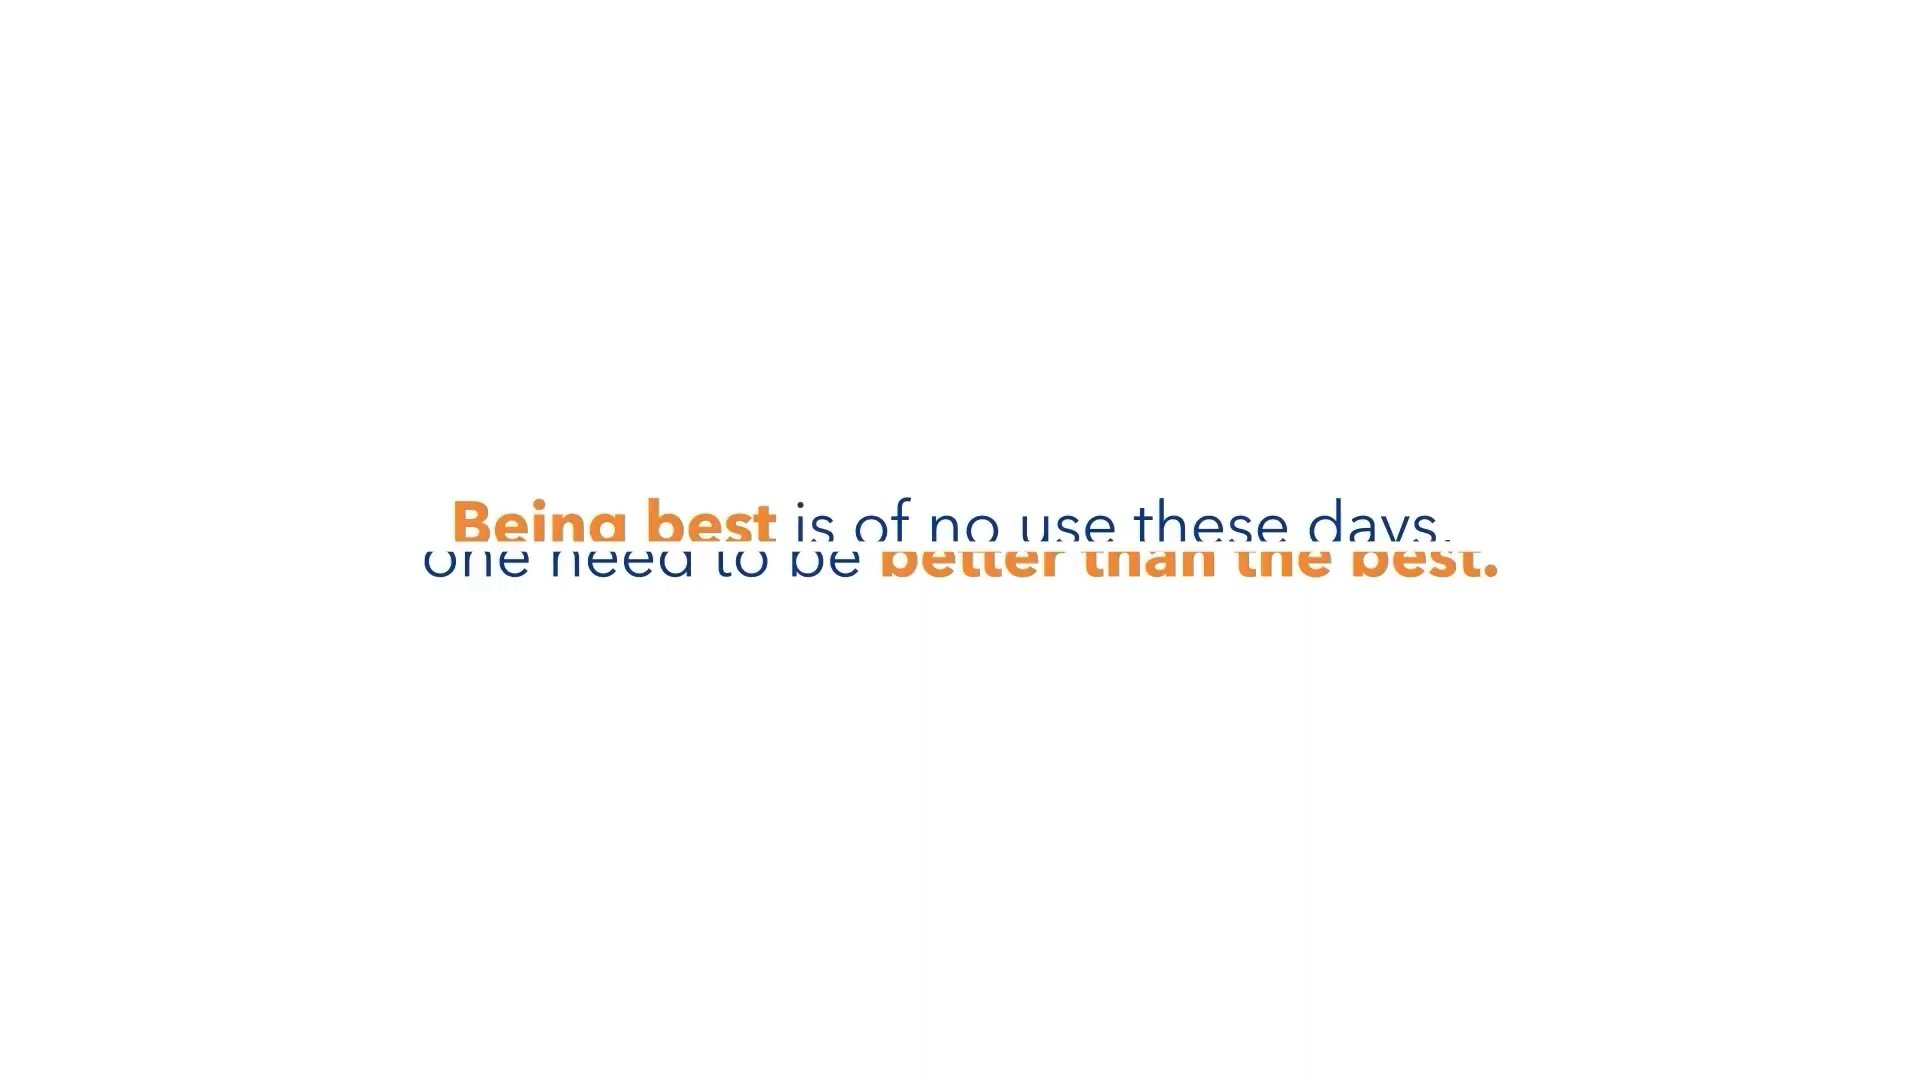 Being best is of no use these days,
one need to be better than the best.